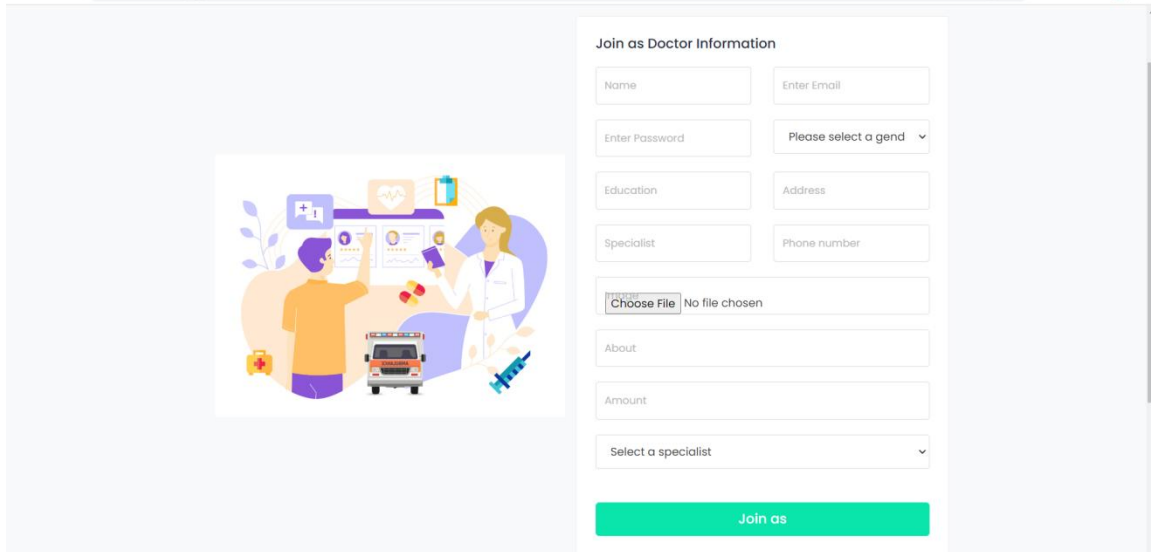 Join as Doctor Information
Name Enter Email
Enter Password Please select a gend
Education Address
Specialist Phone number
Image
Choose File No file chosen
About
Amount
Select a specialist
Join as